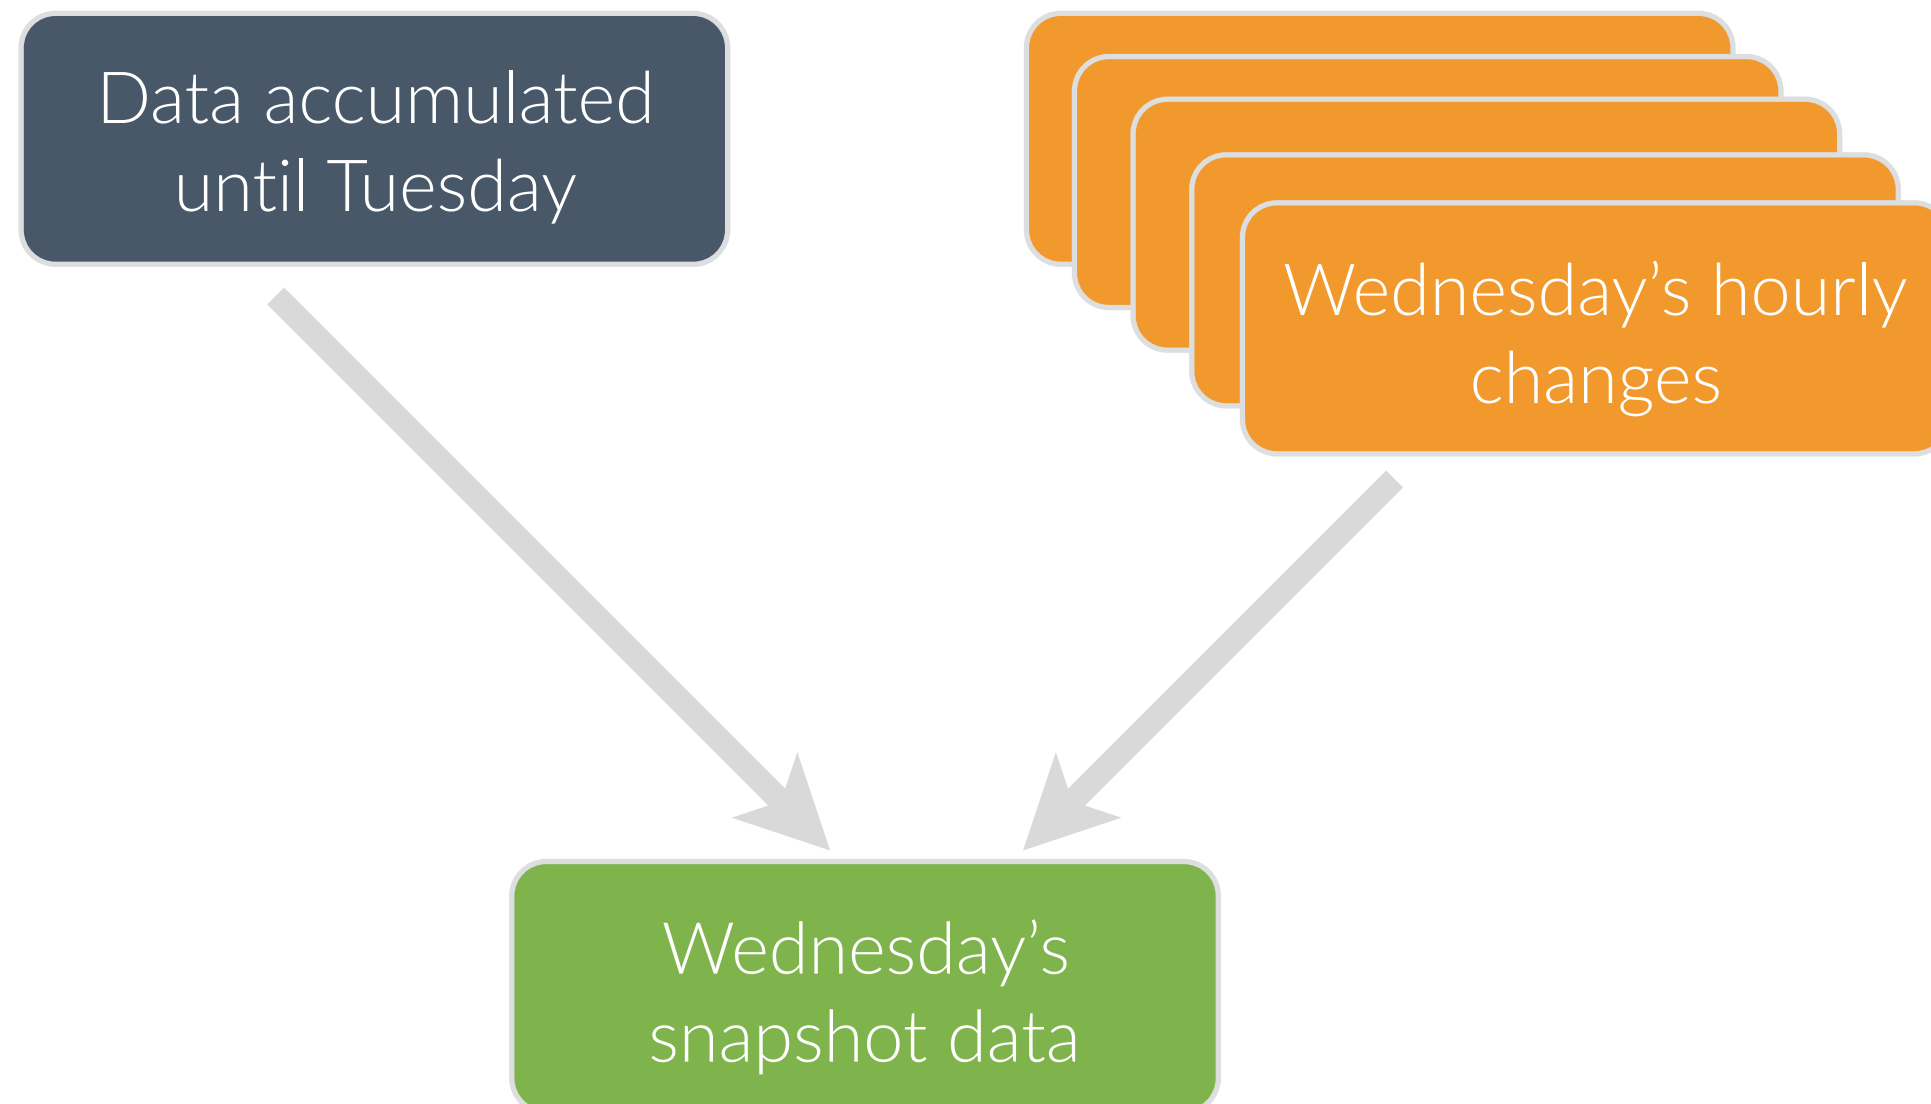 Data accumulated
until Tuesday
Wednesday’s hourly
changes
Wednesday’s
snapshot data